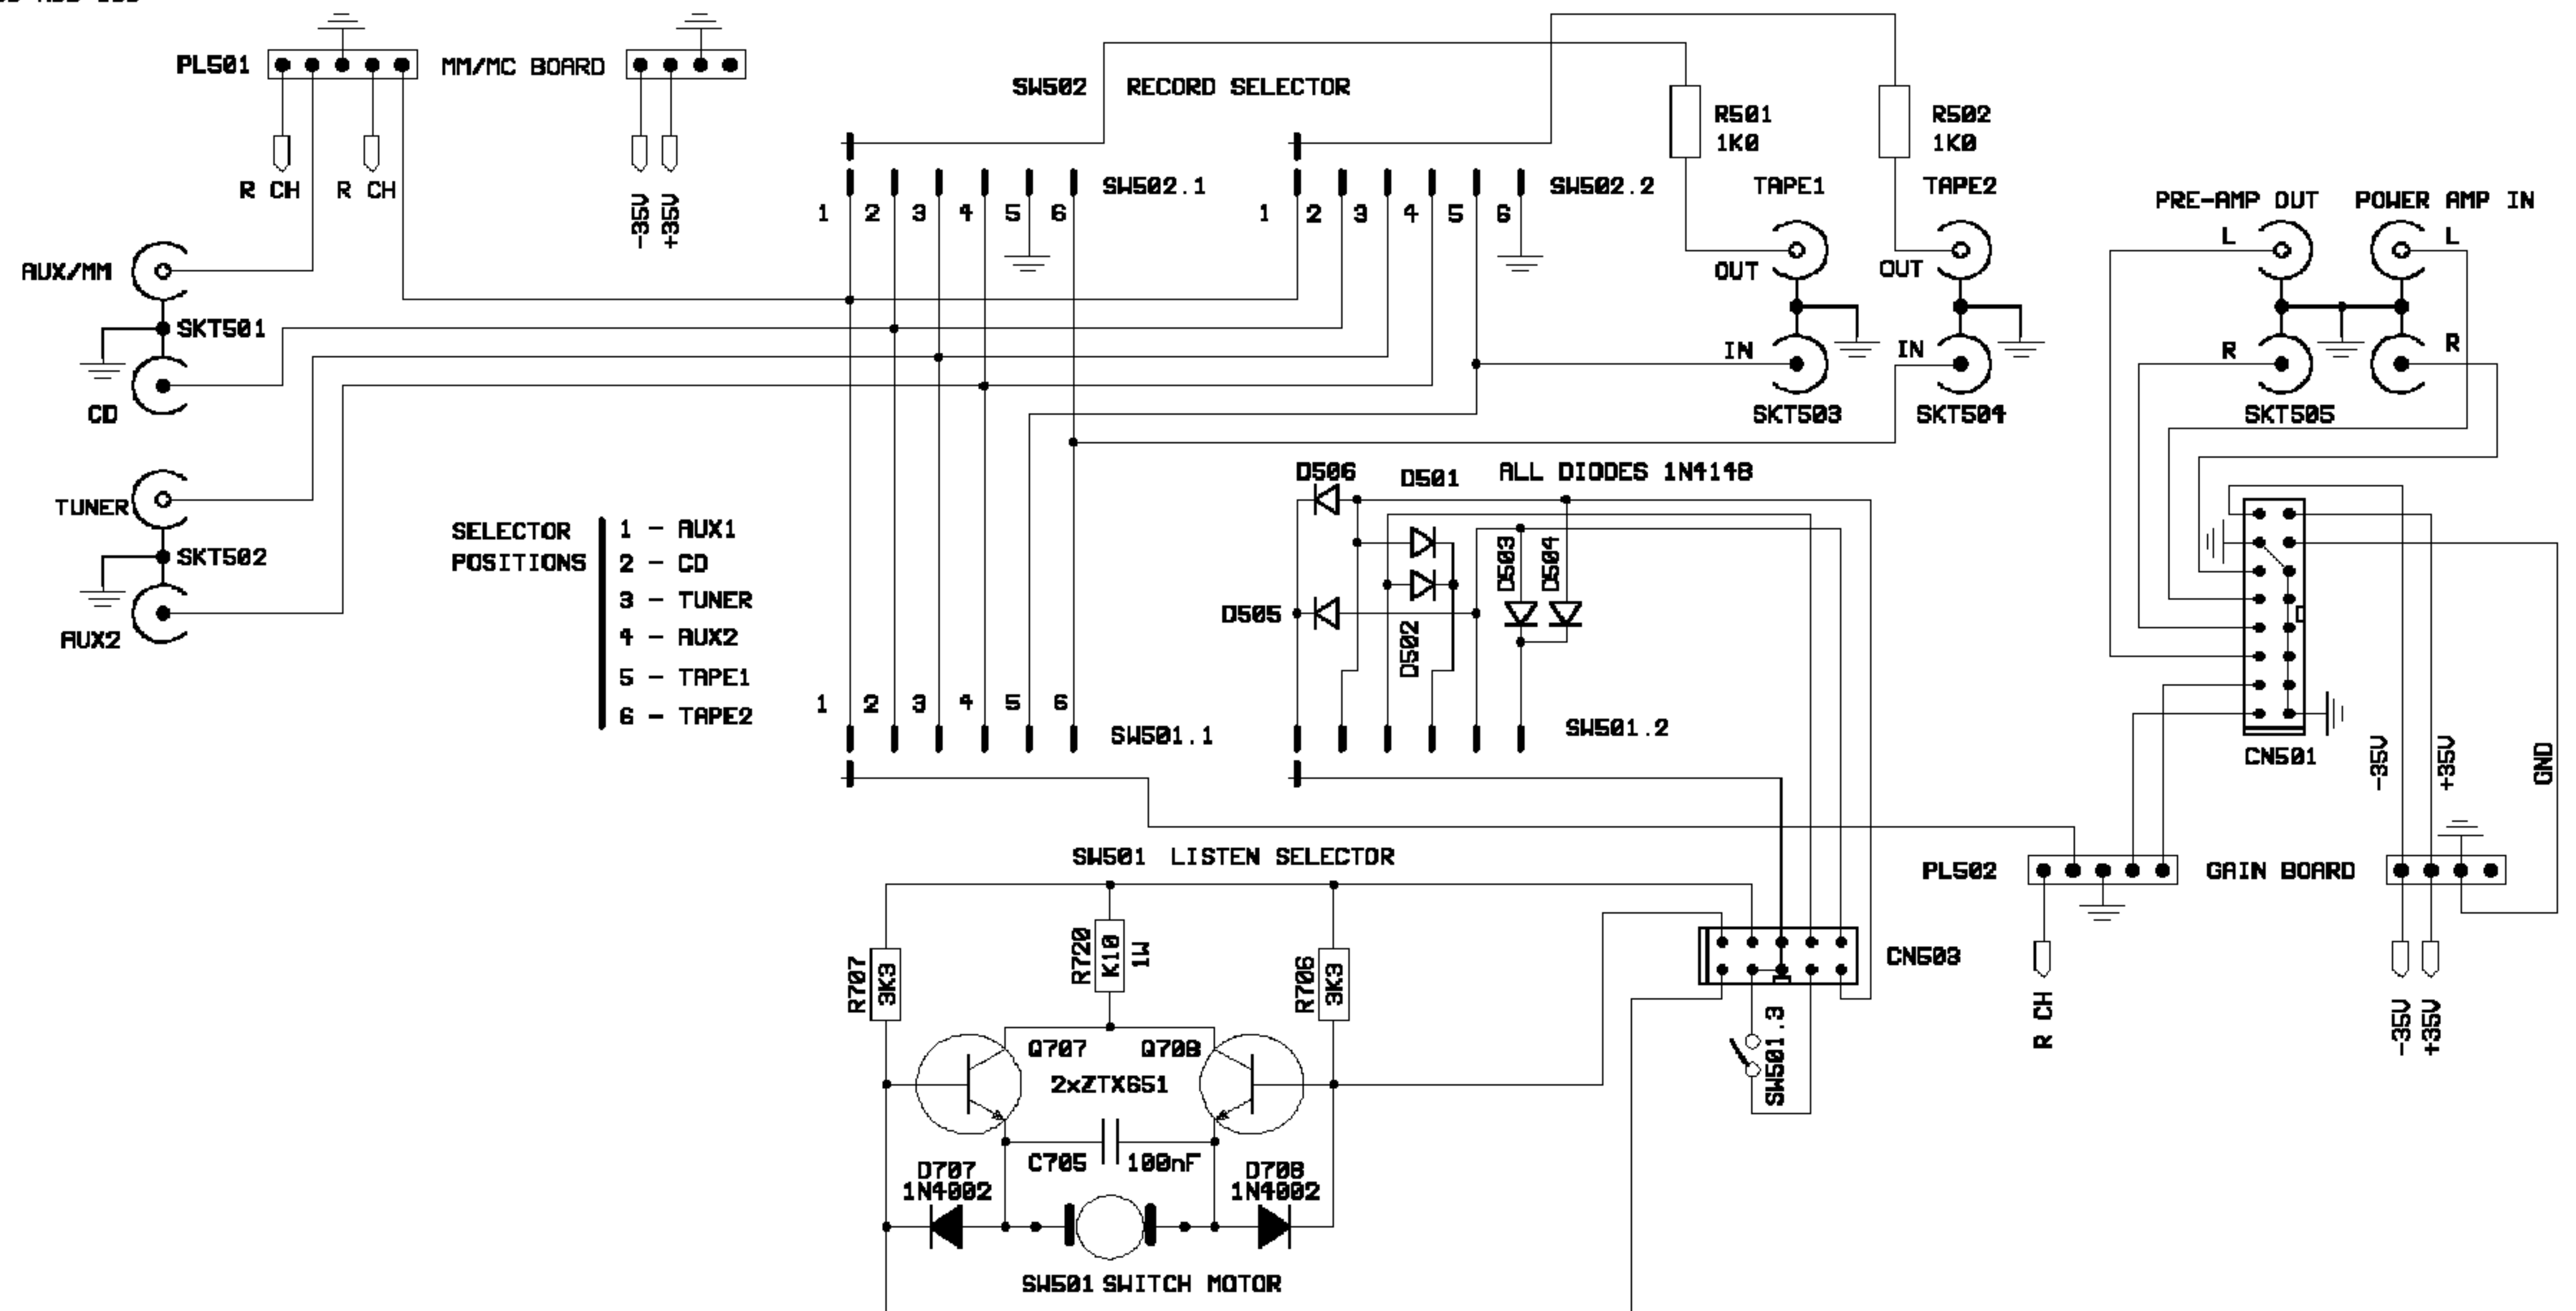 PL501
MM/MC BOARD
SW502 RECORD SELECTOR
R501
1K0
R502
1K0
R CH
R CH
-35V
+35V
SW502.1
SW502.2
TAPE1
TAPE2
PRE-AMP OUT
POWER AMP IN
1 2 3 4 5 6
1 2 3 4 5 6
L
L
AUX/MM
OUT
OUT
SKT501
IN
IN
R
R
CD
SKT503
SKT504
SKT505
D506
D501
ALL DIODES 1N4148
TUNER
SKT502
AUX2
SELECTOR
POSITIONS
1 - AUX1
2 - CD
3 - TUNER
4 - AUX2
5 - TAPE1
6 - TAPE2
D503
D504
D505
D502
1 2 3 4 5 6
SW501.1
SW501.2
CN501
-35V
+35V
GND
SW501 LISTEN SELECTOR
PL502
GAIN BOARD
R707
3K3
R720
K10
1W
R706
3K3
CN503
R CH
-35V
+35V
SW501.3
Q707
Q708
2xZTX651
C705
100nF
D707
1N4002
D708
1N4002
SW501 SWITCH MOTOR